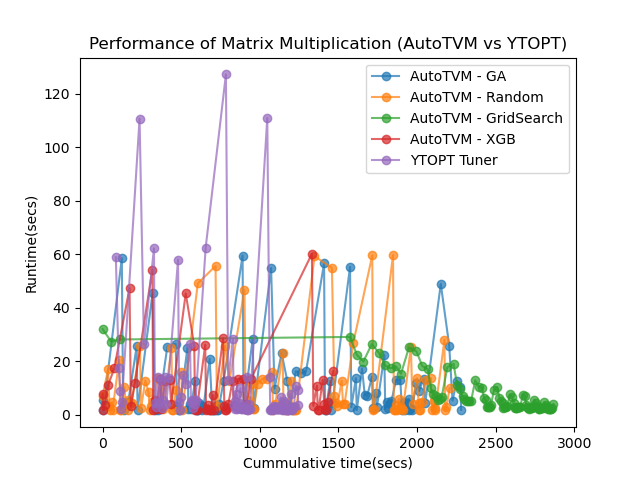 Performance of Matrix Multiplication (AutoTVM vs YTOPT)
AutoTVM - GA
AutoTVM - Random
AutoTVM - GridSearch
AutoTVM - XGB
YTOPT Tuner
Runtime(secs)
120
100
80
60
40
20
0
0 500 1000 1500 2000 2500 3000
Cummulative time(secs)